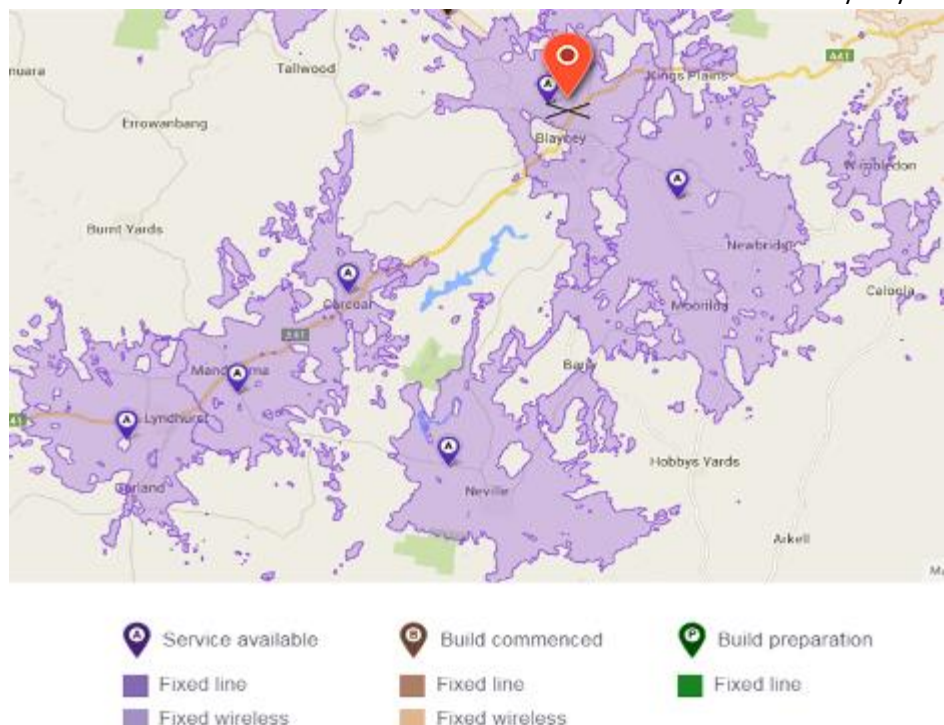 Tallwood
Kings Plains
A41
Errowanbang
A
Blayney
Wimbledon
A
Burnt Yards
Newbridge
A
Carcoar
Moorilda
Caloola
A41
Barry
Mandurama
A
A
Lyndhurst
A
Hobbys Yards
Garland
Neville
Arkell
A Service available
B Build commenced
P Build preparation
Fixed line
Fixed line
Fixed line
Fixed wireless
Fixed wireless